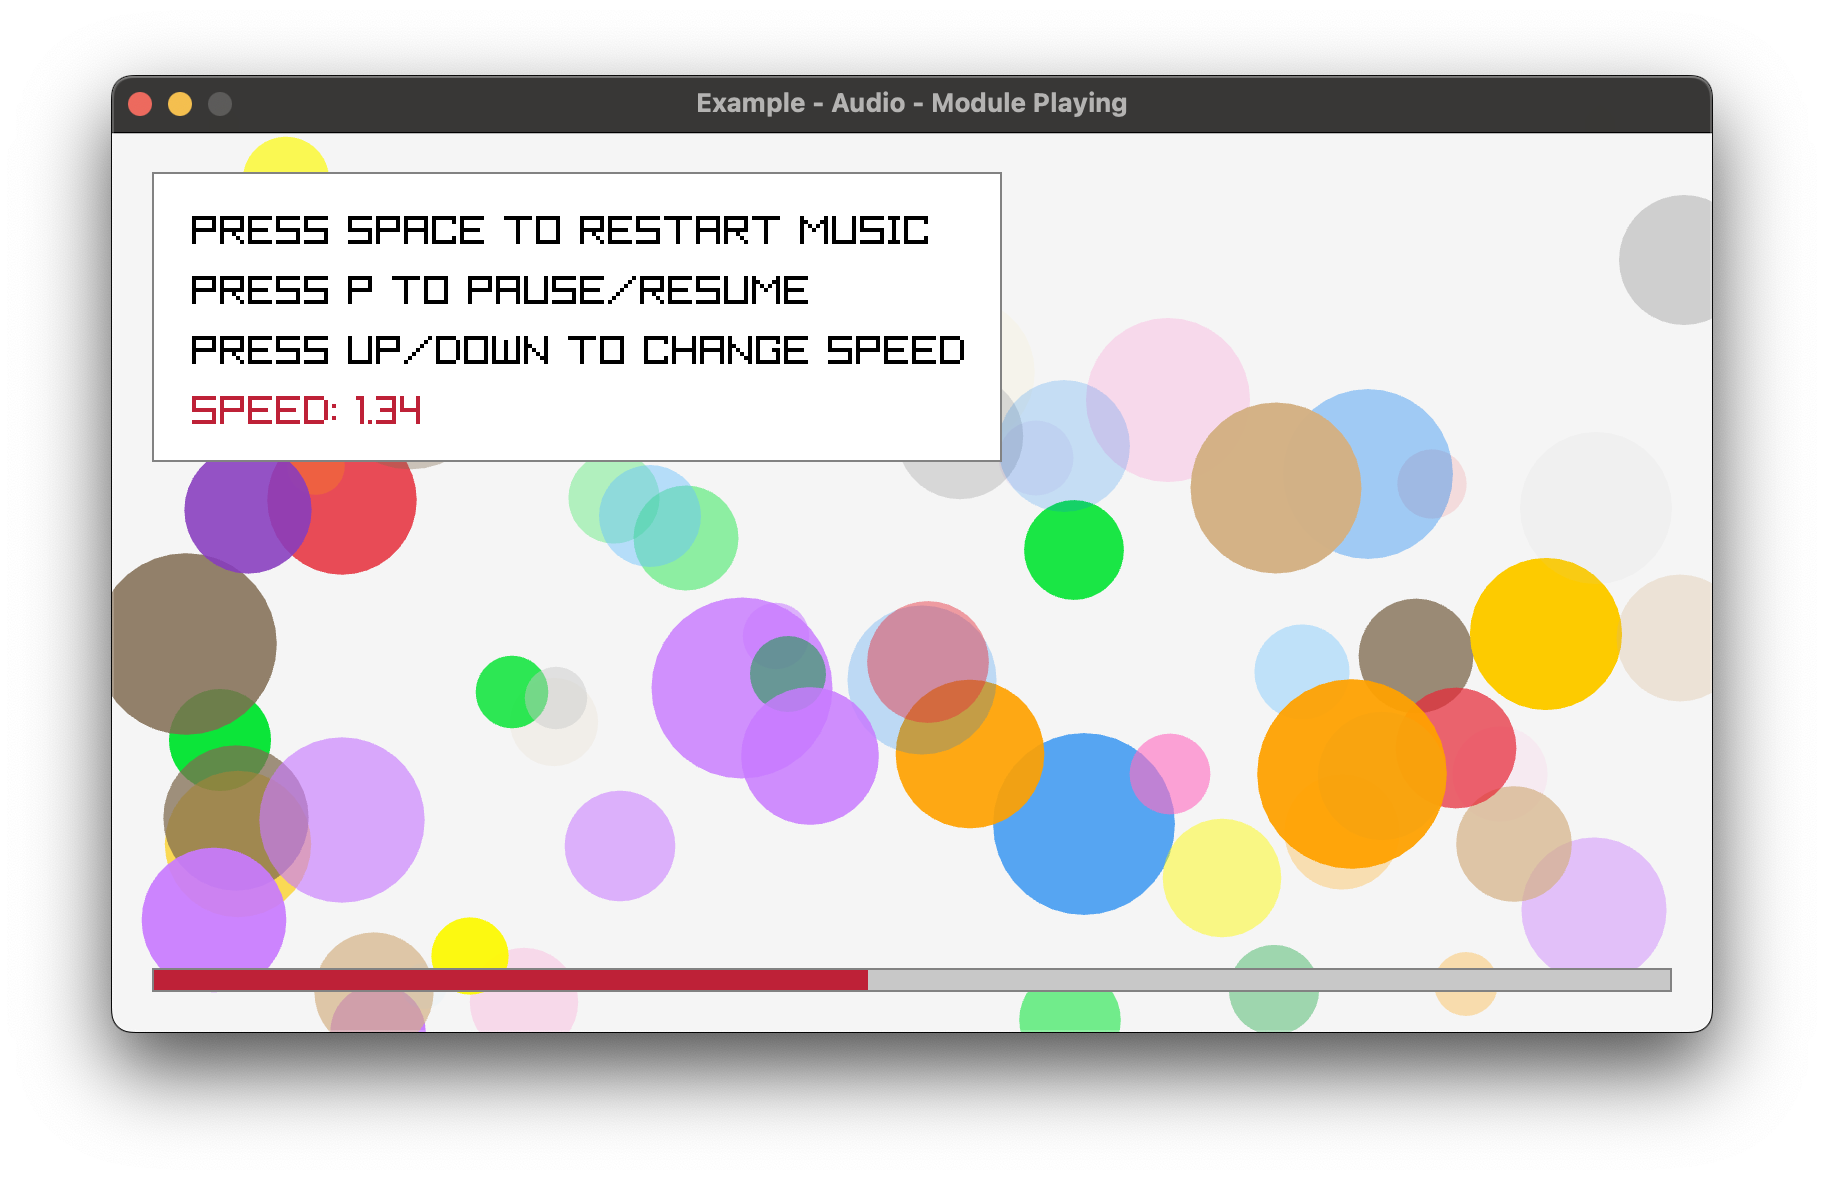 Example - Audio - Module Playing
PRESS SPACE TO RESTART MUSIC
PRESS P TO PAUSE/RESUME
PRESS UP/DOWN TO CHANGE SPEED
SPEED: 1.34